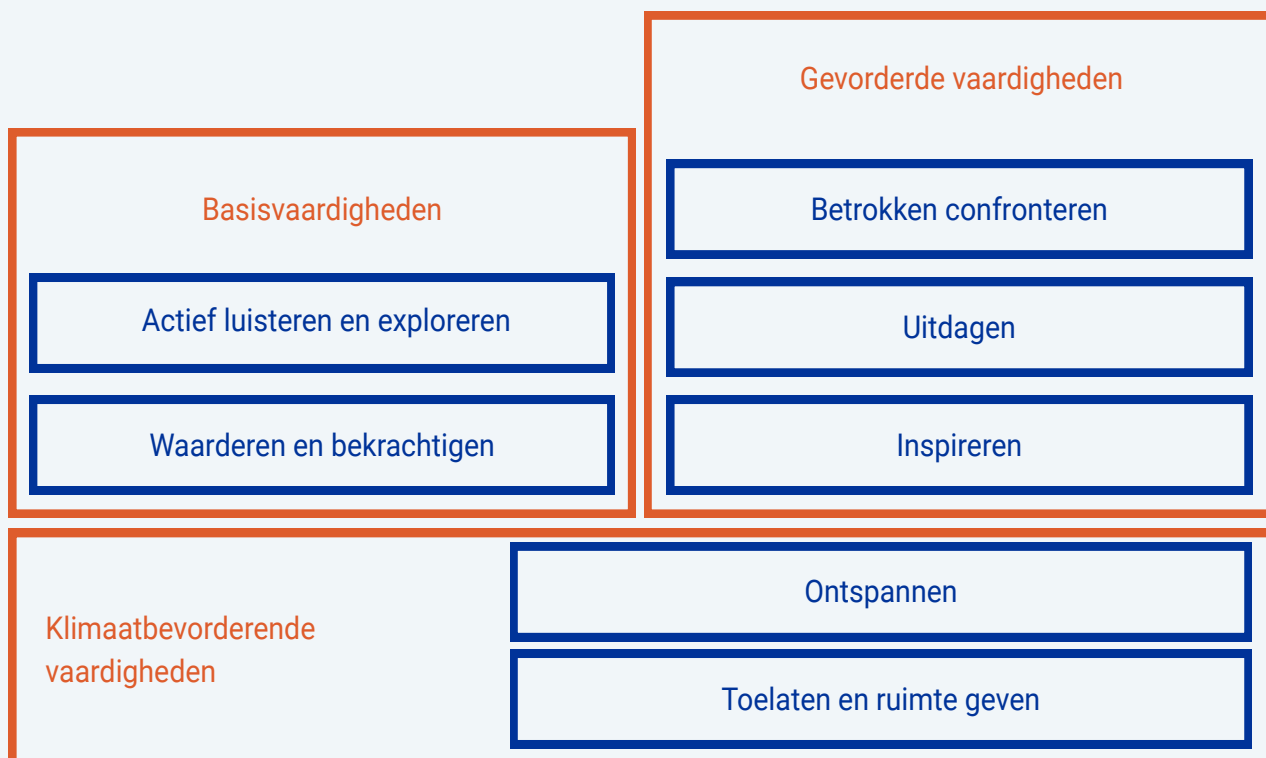 Basisvaardigheden
Actief luisteren en exploreren
Waarderen en bekrachtigen
Gevorderde vaardigheden
Betrokken confronteren
Uitdagen
Inspireren
Klimaatbevorderende
vaardigheden
Ontspannen
Toelaten en ruimte geven